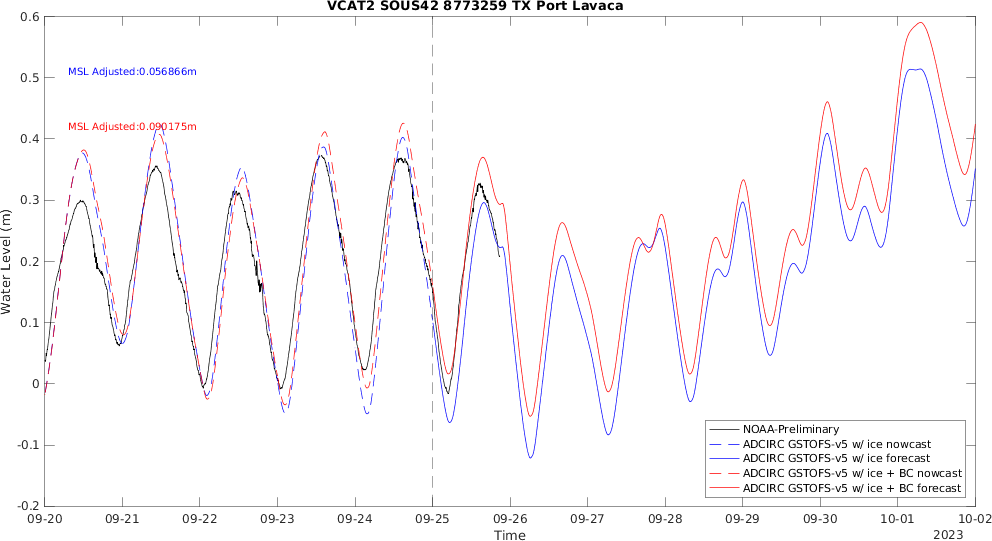 VCAT2 SOUS42 8773259 TX Port Lavaca
0.6
0.5
0.4
0.3
0.2
0.1
0
-0.1
-0.2
Water Level (m)
MSL Adjusted:0.056866m
MSL Adjusted:0.090175m
NOAA-Preliminary
ADCIRC GSTOFS-v5 w/ ice nowcast
ADCIRC GSTOFS-v5 w/ ice forecast
ADCIRC GSTOFS-v5 w/ ice + BC nowcast
ADCIRC GSTOFS-v5 w/ ice + BC forecast
09-20 09-21 09-22 09-23 09-24 09-25 09-26 09-27 09-28 09-29 09-30 10-01 10-02
Time
2023